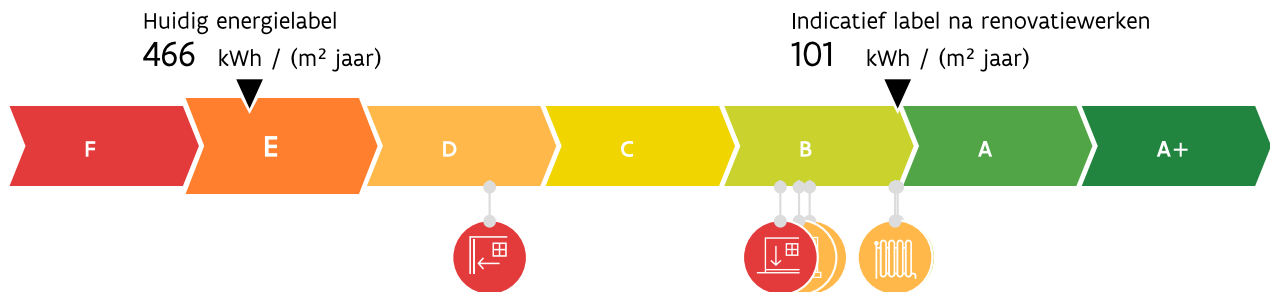 Huidig energielabel
466 kWh / (m² jaar)
Indicatief label na renovatiewerken
101 kWh / (m² jaar)
F E D C B A A+